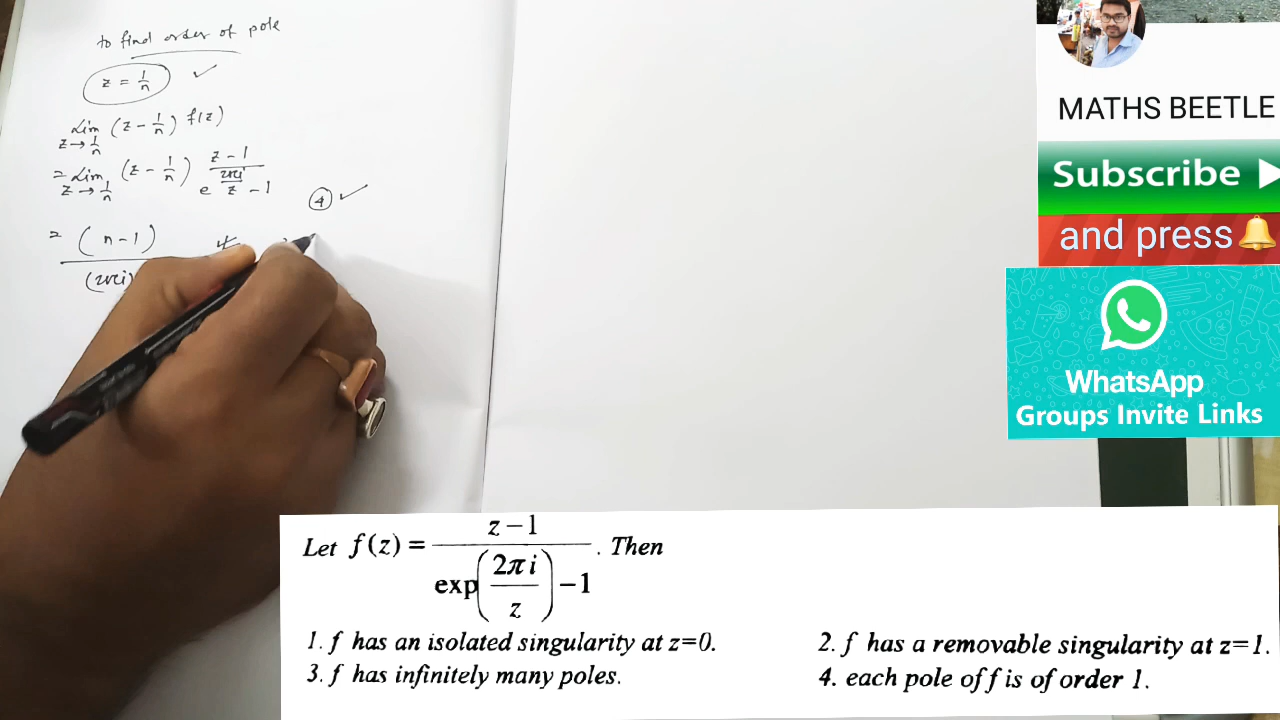 to find order of pole
z = 1/n ✓
Lim z→1/n (z - 1/n) f(z)
= Lim z→1/n (z - 1/n) (z-1)/(e^(2πi/z) - 1)
④ ✓
= (n-1)
(2πi)
MATHS BEETLE
Subscribe
and press
WhatsApp
Groups Invite Links
Let f(z) = (z-1)/(exp(2πi/z) -1) . Then
1. f has an isolated singularity at z=0. 2. f has a removable singularity at z=1.
3. f has infinitely many poles. 4. each pole of f is of order 1.